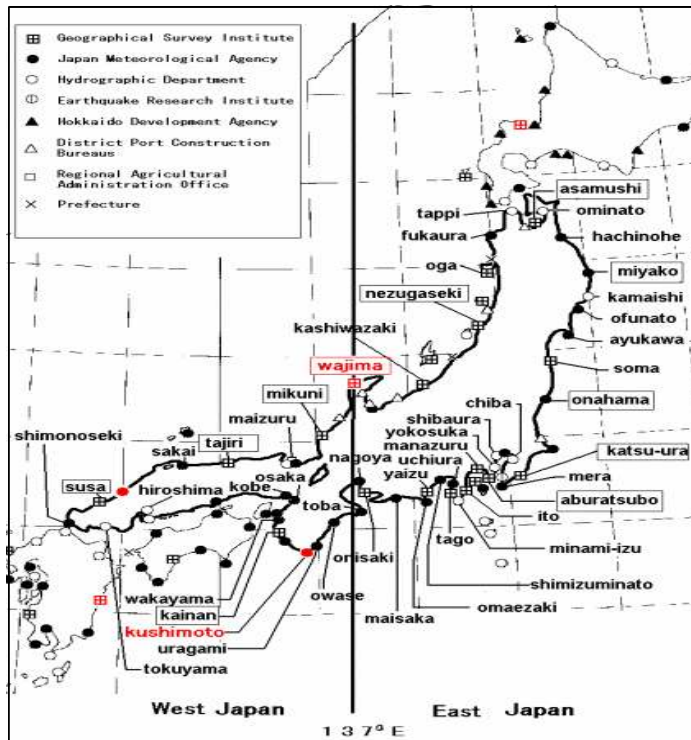 Geographical Survey Institute
Japan Meteorological Agency
Hydrographic Department
Earthquake Research Institute
Hokkaido Development Agency
District Port Construction
Bureaus
Regional Agricultural
Administration Office
Prefecture
asamushi
tappi
ominato
fukaura
hachinohe
oga
miyako
nezugaseki
kamaishi
kashiwazaki
ofunato
ayukawa
wajima
soma
mikuni
chiba
onahama
maizuru
shibaura
shimonoseki
tajiri
yokosuka
sakai
manazuru
katsu-ura
nagoya
uchiura
osaka
yaizu
susa
hiroshima
kobe
mera
toba
aburatsubo
ito
tago
onisaki
minami-izu
wakayama
owase
shimizuminato
kainan
omaezaki
maisaka
kushimoto
uragami
tokuyama
West Japan
East Japan
137°E